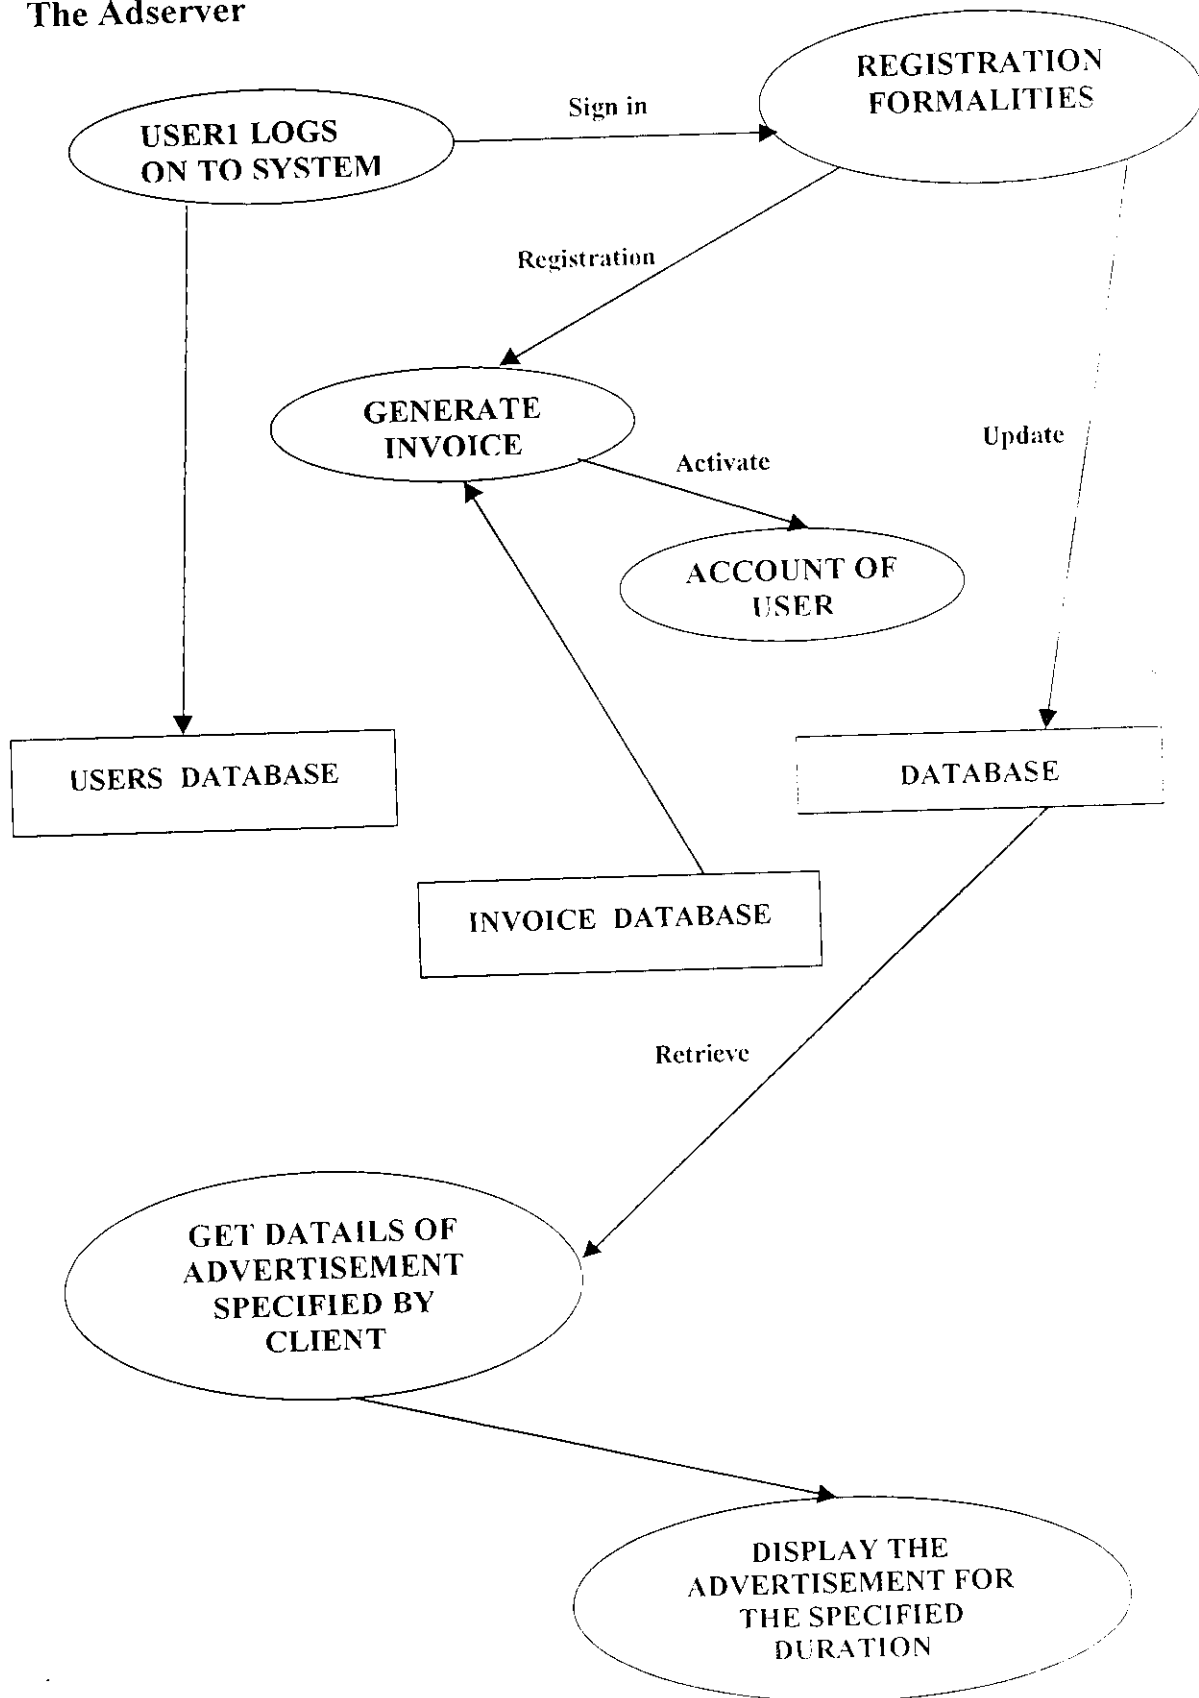 The Adserver
REGISTRATION
FORMALITIES
Sign in
USER1 LOGS
ON TO SYSTEM
Registration
GENERATE
INVOICE
Update
Activate
ACCOUNT OF
USER
USERS DATABASE
DATABASE
INVOICE DATABASE
Retrieve
GET DATAILS OF
ADVERTISEMENT
SPECIFIED BY
CLIENT
DISPLAY THE
ADVERTISEMENT FOR
THE SPECIFIED
DURATION